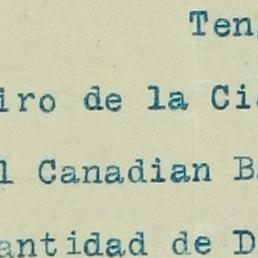 Ten
iro de la Ci
l Canadian B
antidad de D